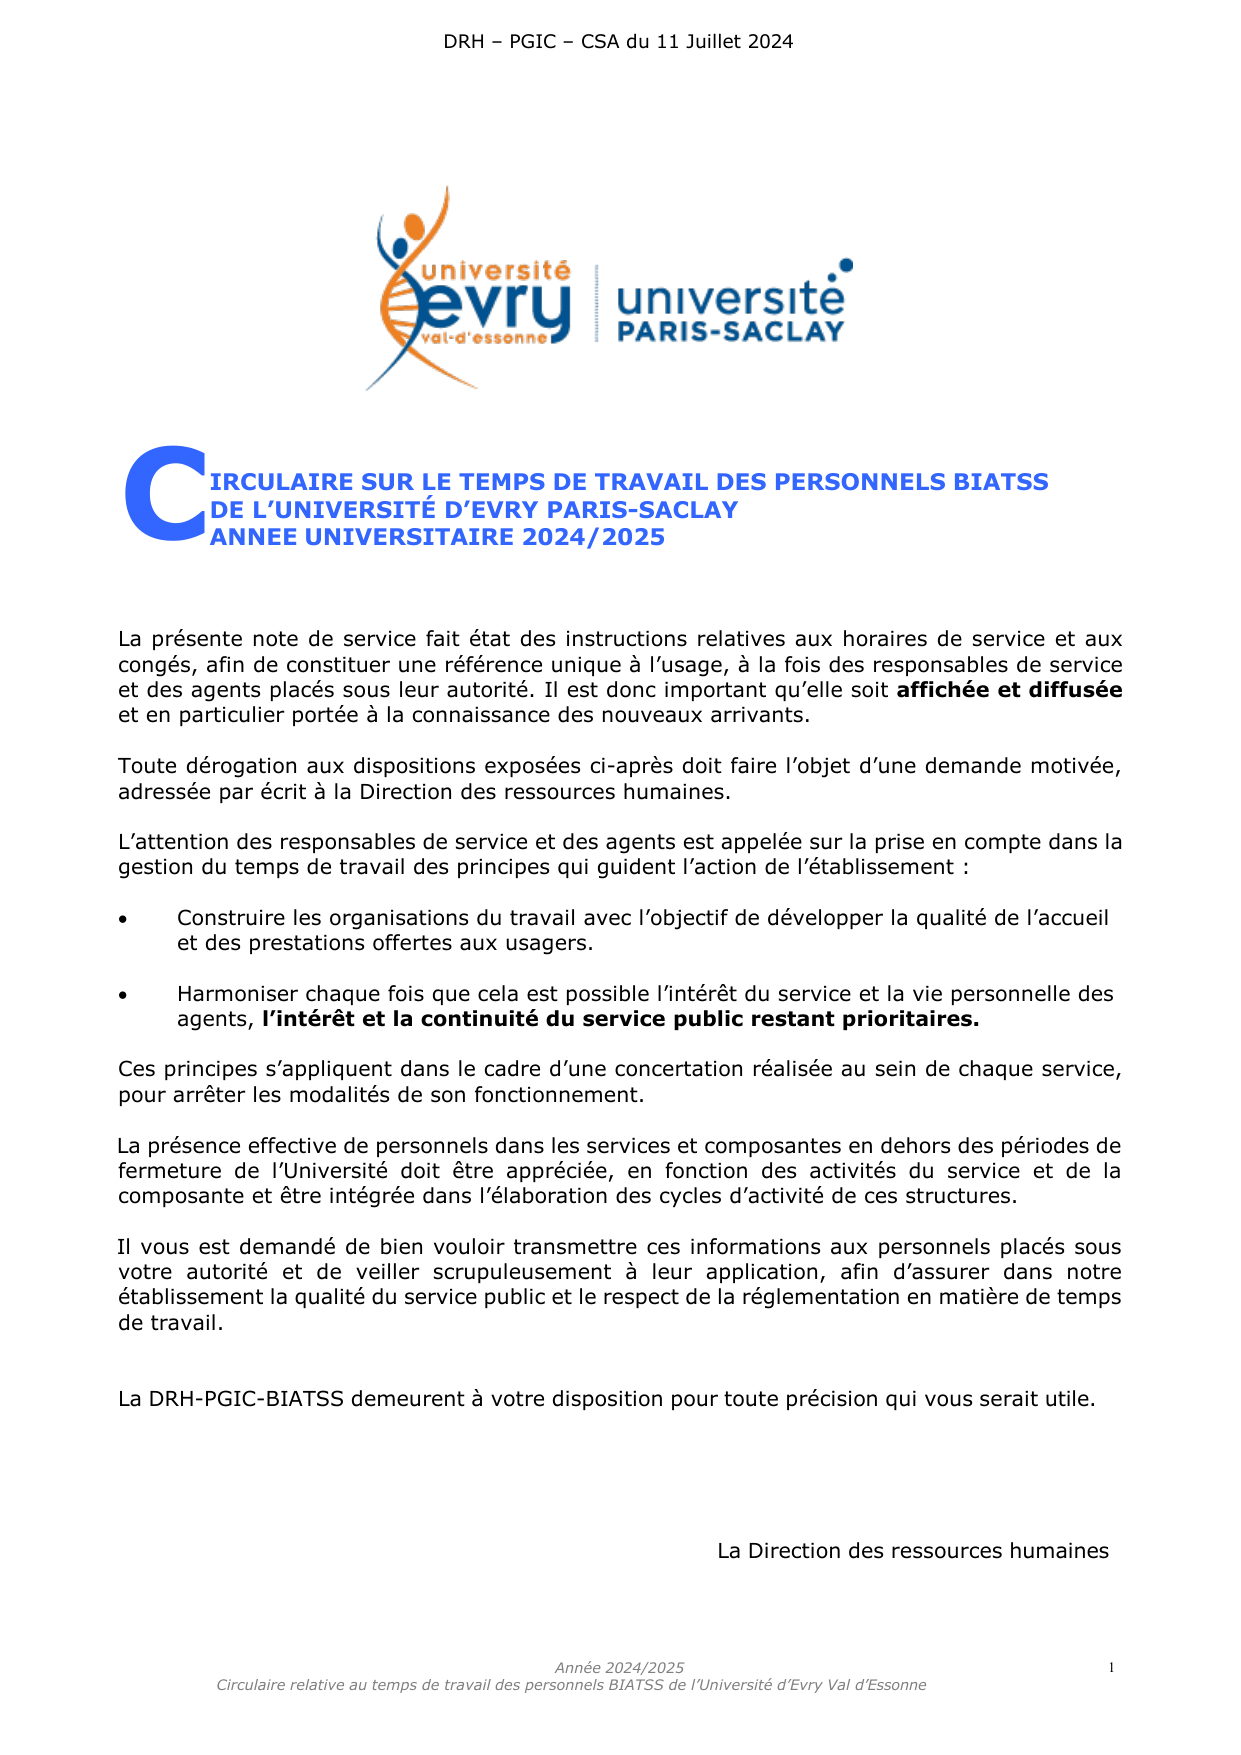 DRH – PGIC – CSA du 11 Juillet 2024
université
evry
val-d'essonne
université
PARIS-SACLAY
CIRCULAIRE SUR LE TEMPS DE TRAVAIL DES PERSONNELS BIATSS
DE L’UNIVERSITÉ D’EVRY PARIS-SACLAY
ANNEE UNIVERSITAIRE 2024/2025
La présente note de service fait état des instructions relatives aux horaires de service et aux
congés, afin de constituer une référence unique à l’usage, à la fois des responsables de service
et des agents placés sous leur autorité. Il est donc important qu’elle soit affichée et diffusée
et en particulier portée à la connaissance des nouveaux arrivants.
Toute dérogation aux dispositions exposées ci-après doit faire l’objet d’une demande motivée,
adressée par écrit à la Direction des ressources humaines.
L’attention des responsables de service et des agents est appelée sur la prise en compte dans la
gestion du temps de travail des principes qui guident l’action de l’établissement :
• Construire les organisations du travail avec l’objectif de développer la qualité de l’accueil
et des prestations offertes aux usagers.
• Harmoniser chaque fois que cela est possible l’intérêt du service et la vie personnelle des
agents, l’intérêt et la continuité du service public restant prioritaires.
Ces principes s’appliquent dans le cadre d’une concertation réalisée au sein de chaque service,
pour arrêter les modalités de son fonctionnement.
La présence effective de personnels dans les services et composantes en dehors des périodes de
fermeture de l’Université doit être appréciée, en fonction des activités du service et de la
composante et être intégrée dans l’élaboration des cycles d’activité de ces structures.
Il vous est demandé de bien vouloir transmettre ces informations aux personnels placés sous
votre autorité et de veiller scrupuleusement à leur application, afin d’assurer dans notre
établissement la qualité du service public et le respect de la réglementation en matière de temps
de travail.
La DRH-PGIC-BIATSS demeurent à votre disposition pour toute précision qui vous serait utile.
La Direction des ressources humaines
Année 2024/2025
1
Circulaire relative au temps de travail des personnels BIATSS de l’Université d’Evry Val d’Essonne